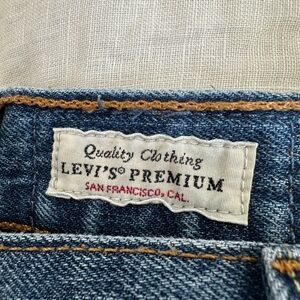 Quality Clothing
LEVI'S® PREMIUM
SAN FRANCISCO, CAL.